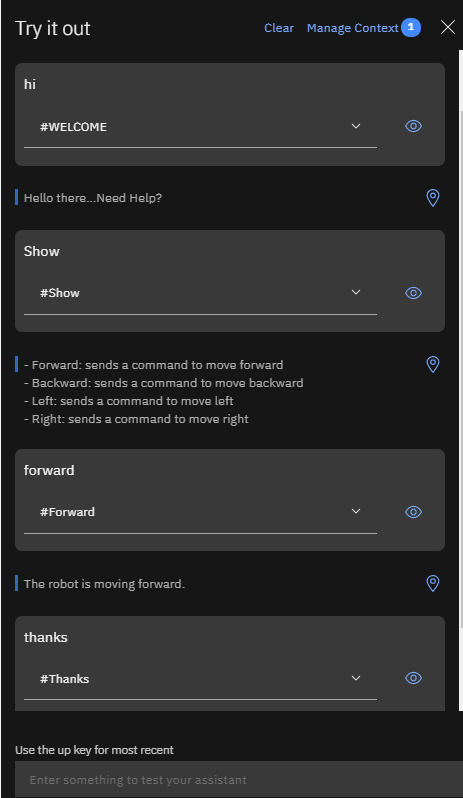 Try it out
Clear
Manage Context 1
hi
#WELCOME
Hello there...Need Help?
Show
#Show
- Forward: sends a command to move forward
- Backward: sends a command to move backward
- Left: sends a command to move left
- Right: sends a command to move right
forward
#Forward
The robot is moving forward.
thanks
#Thanks
Use the up key for most recent
Enter something to test your assistant